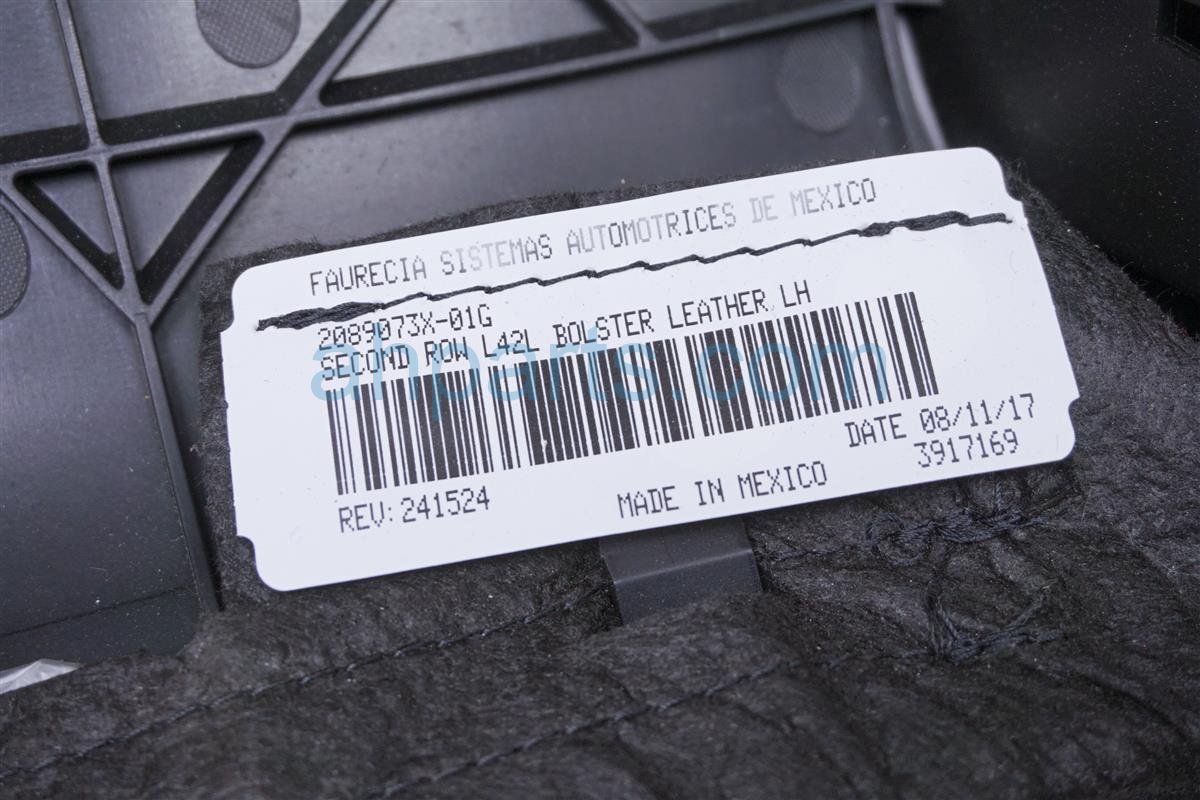 FAURECIA SISTEMAS AUTOMOTRICES DE MEXICO
2089073X-01G
SECOND ROW L42L BOLSTER LEATHER LH
ahparts.com
DATE 08/11/17
3917169
REV: 241524
MADE IN MEXICO